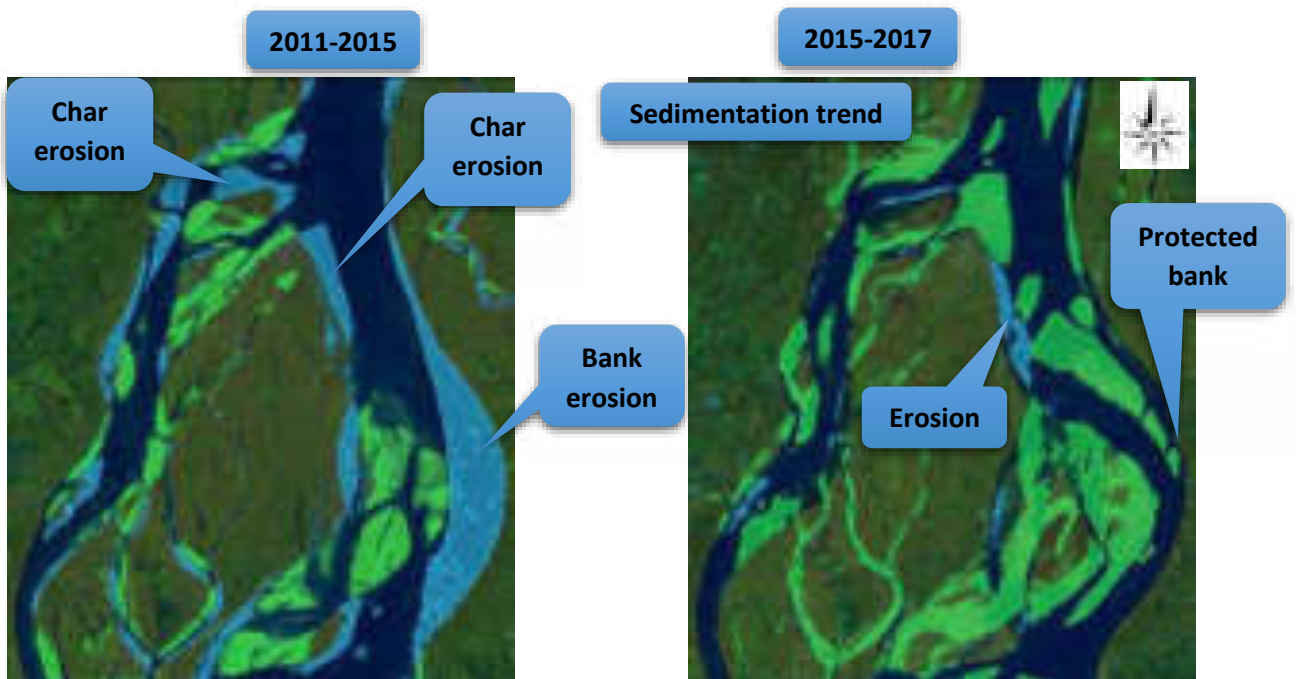 2011-2015
2015-2017
Char
erosion
Char
erosion
Sedimentation trend
Protected
bank
Bank
erosion
Erosion